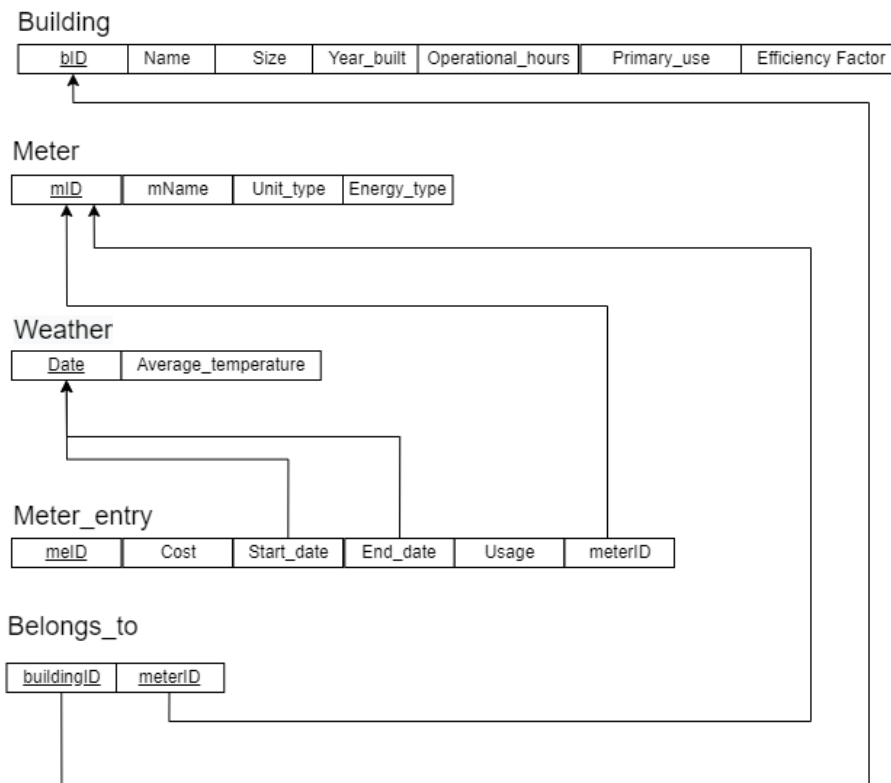 Building
bID Name Size Year_built Operational_hours Primary_use Efficiency Factor
Meter
mID mName Unit_type Energy_type
Weather
Date Average_temperature
Meter_entry
meID Cost Start_date End_date Usage meterID
Belongs_to
buildingID meterID